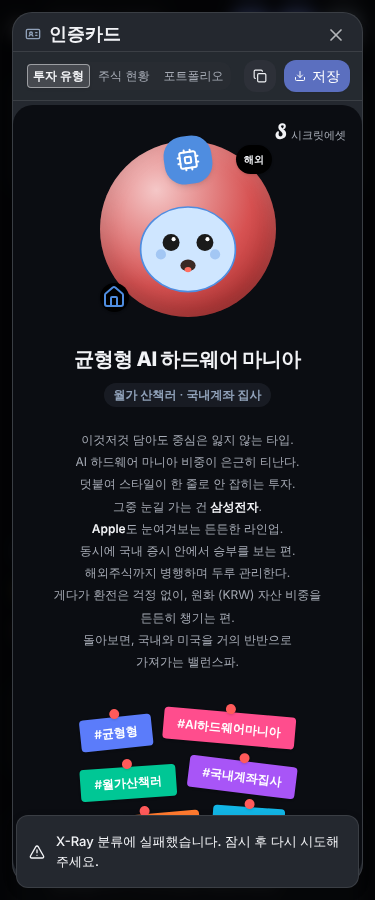 인증카드
투자 유형 주식 현황 포트폴리오 저장
시크릿에셋
해외
균형형 AI 하드웨어 마니아
월가 산책러 · 국내계좌 집사
이것저것 담아도 중심은 잃지 않는 타입.
AI 하드웨어 마니아 비중이 은근히 티난다.
덧붙여 스타일이 한 줄로 안 잡히는 투자.
그중 눈길 가는 건 삼성전자.
Apple도 눈여겨보는 든든한 라인업.
동시에 국내 증시 안에서 승부를 보는 편.
해외주식까지 병행하며 두루 관리한다.
게다가 환전은 걱정 없이, 원화 (KRW) 자산 비중을
든든히 챙기는 편.
돌아보면, 국내와 미국을 거의 반반으로
가져가는 밸런스파.
#균형형 #AI하드웨어마니아
#월가산책러 #국내계좌집사
X-Ray 분류에 실패했습니다. 잠시 후 다시 시도해
주세요.